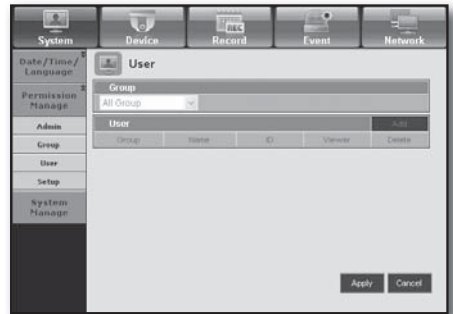 System Device Record Event Network
REC
Date/Time/
Language
User
Permission
Manage
Group
All Group
Admin
User Add
Group
Group Name ID Viewer Delete
User
Setup
System
Manage
Apply Cancel